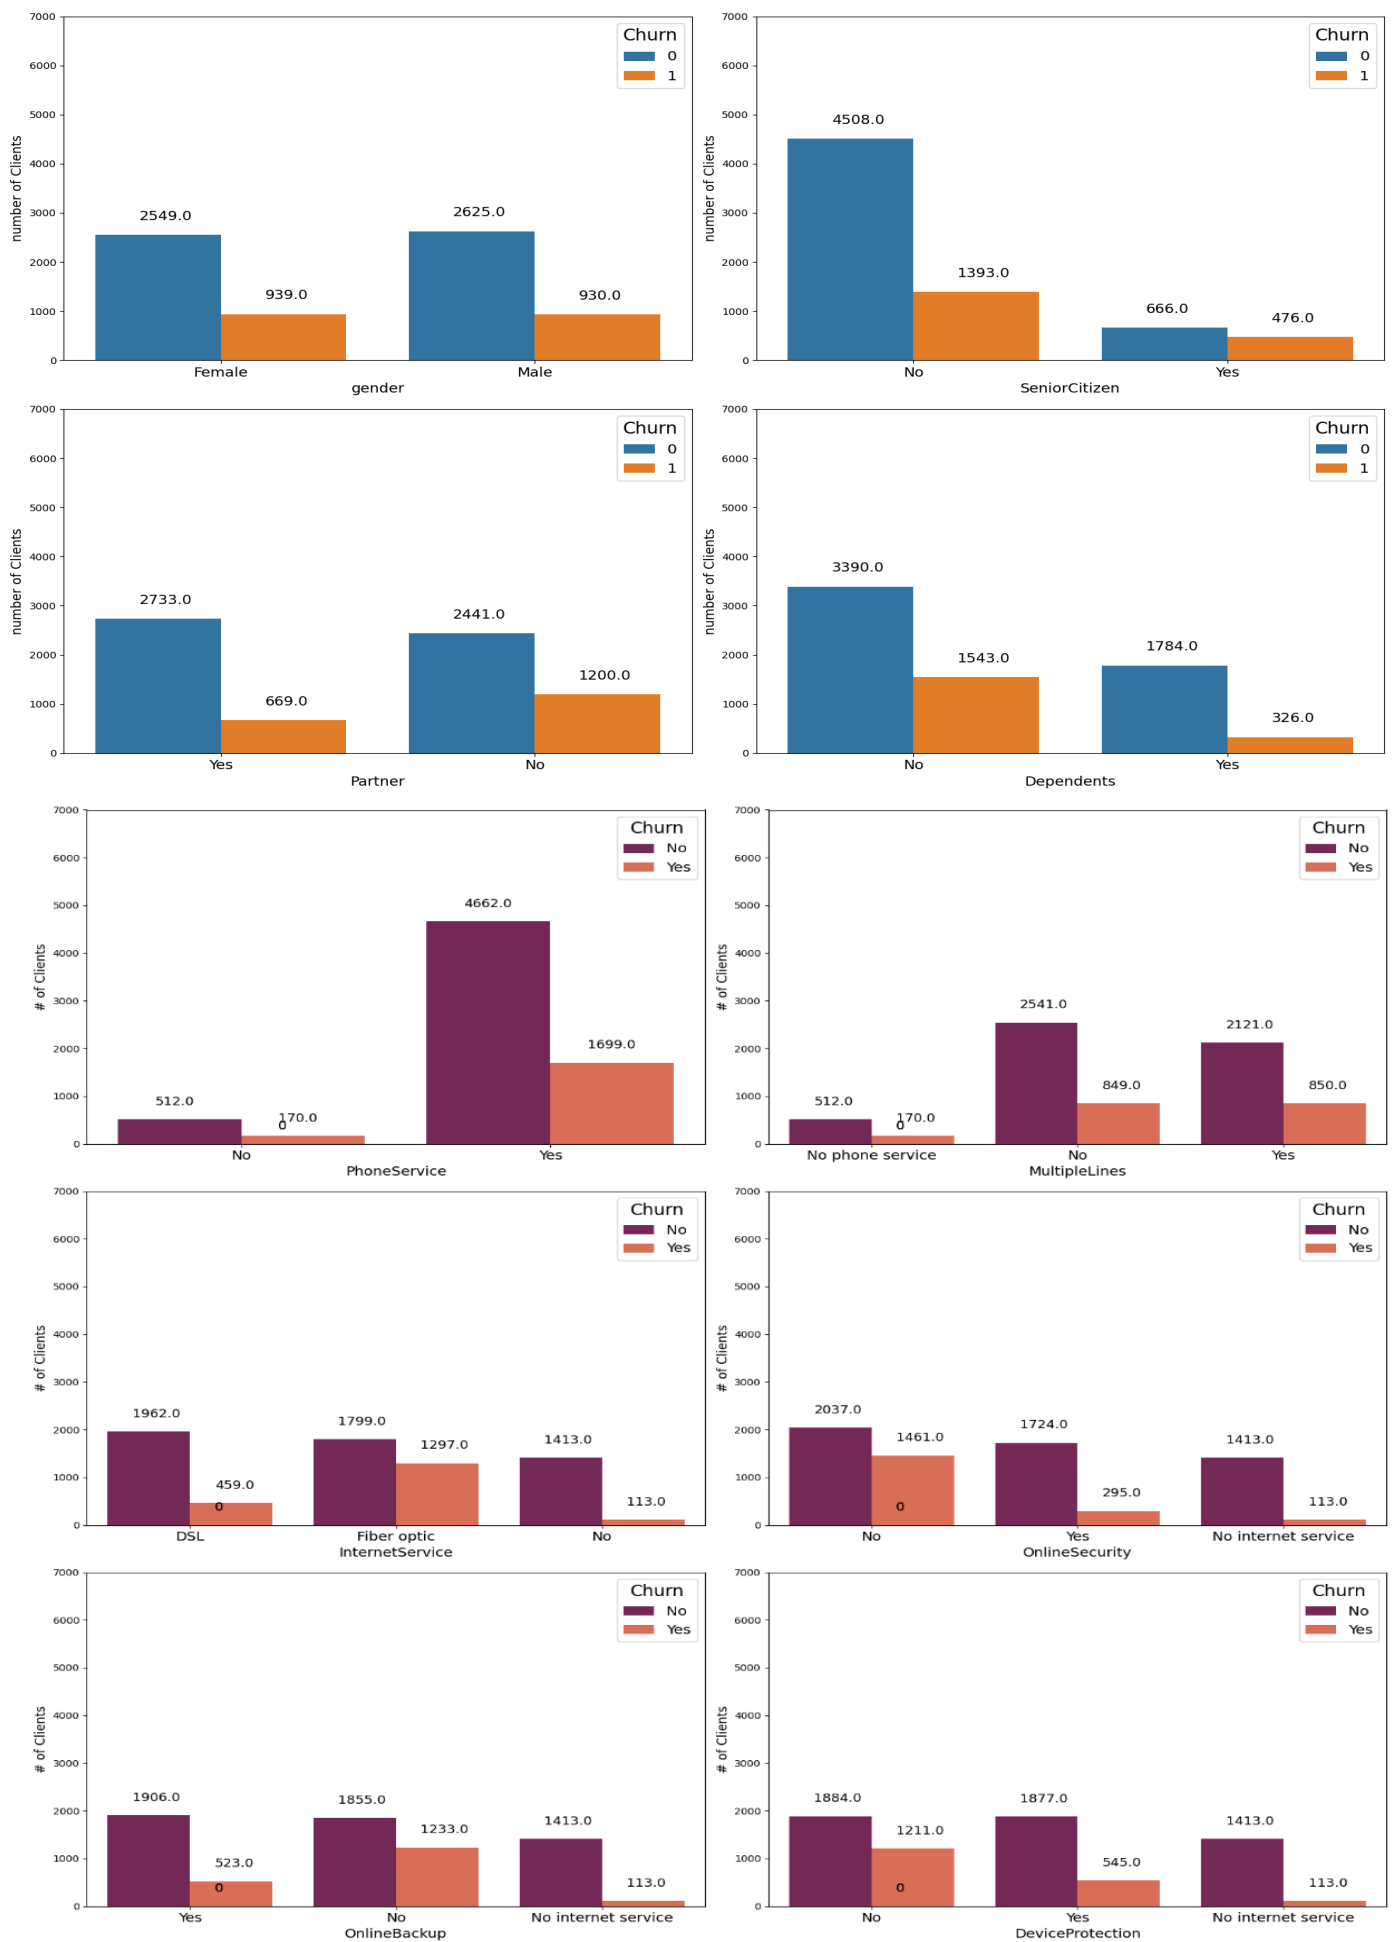 7000
6000
5000
4000
3000
2000
1000
0
number of Clients
Churn
0
1
2549.0
939.0
2625.0
930.0
Female
Male
gender
7000
6000
5000
4000
3000
2000
1000
0
number of Clients
Churn
0
1
4508.0
1393.0
666.0
476.0
No
Yes
SeniorCitizen
7000
6000
5000
4000
3000
2000
1000
0
number of Clients
Churn
0
1
2733.0
669.0
2441.0
1200.0
Yes
No
Partner
7000
6000
5000
4000
3000
2000
1000
0
number of Clients
Churn
0
1
3390.0
1543.0
1784.0
326.0
No
Yes
Dependents
7000
6000
5000
4000
3000
2000
1000
0
# of Clients
Churn
No
Yes
512.0
170.0
0
4662.0
1699.0
No
Yes
PhoneService
7000
6000
5000
4000
3000
2000
1000
0
# of Clients
Churn
No
Yes
512.0
170.0
0
2541.0
849.0
2121.0
850.0
No phone service
No
Yes
MultipleLines
7000
6000
5000
4000
3000
2000
1000
0
# of Clients
Churn
No
Yes
1962.0
459.0
0
1799.0
1297.0
1413.0
113.0
DSL
Fiber optic
No
InternetService
7000
6000
5000
4000
3000
2000
1000
0
# of Clients
Churn
No
Yes
2037.0
1461.0
0
1724.0
295.0
1413.0
113.0
No
Yes
No internet service
OnlineSecurity
7000
6000
5000
4000
3000
2000
1000
0
# of Clients
Churn
No
Yes
1906.0
523.0
0
1855.0
1233.0
1413.0
113.0
Yes
No
No internet service
OnlineBackup
7000
6000
5000
4000
3000
2000
1000
0
# of Clients
Churn
No
Yes
1884.0
1211.0
0
1877.0
545.0
1413.0
113.0
No
Yes
No internet service
DeviceProtection